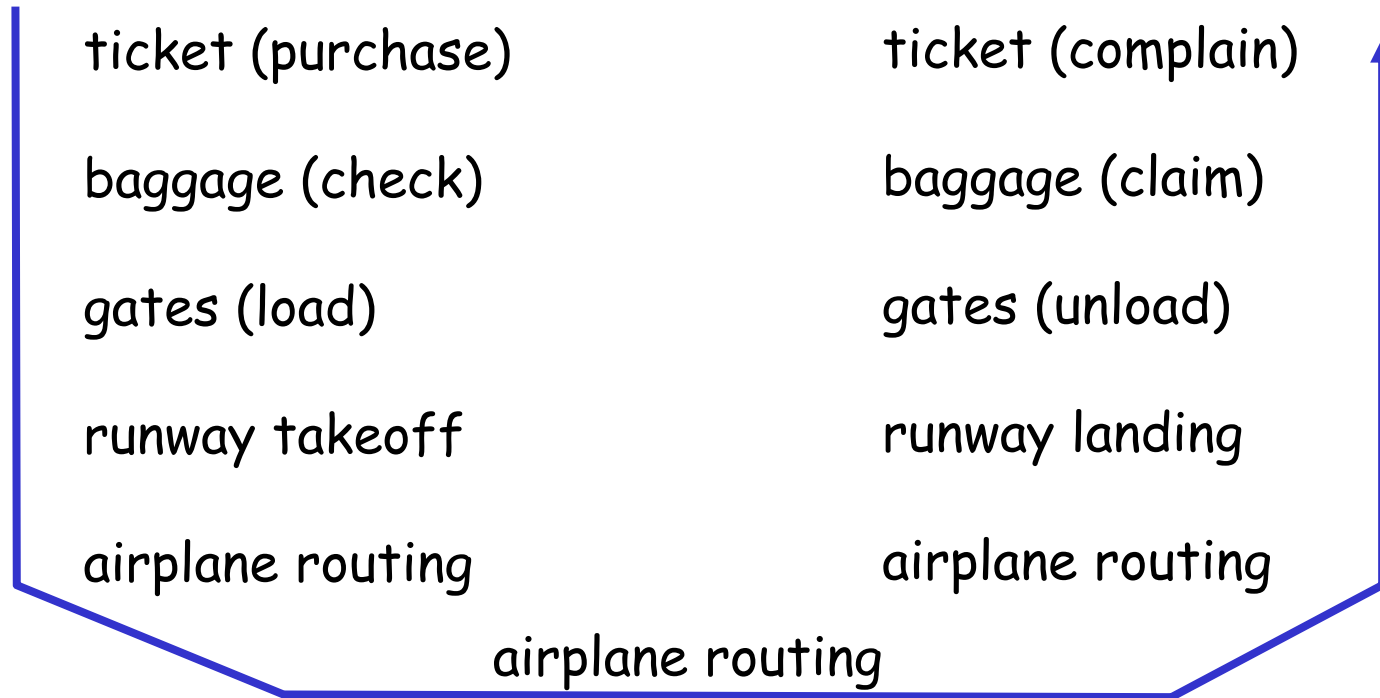 ticket (purchase)
baggage (check)
gates (load)
runway takeoff
airplane routing
airplane routing
ticket (complain)
baggage (claim)
gates (unload)
runway landing
airplane routing